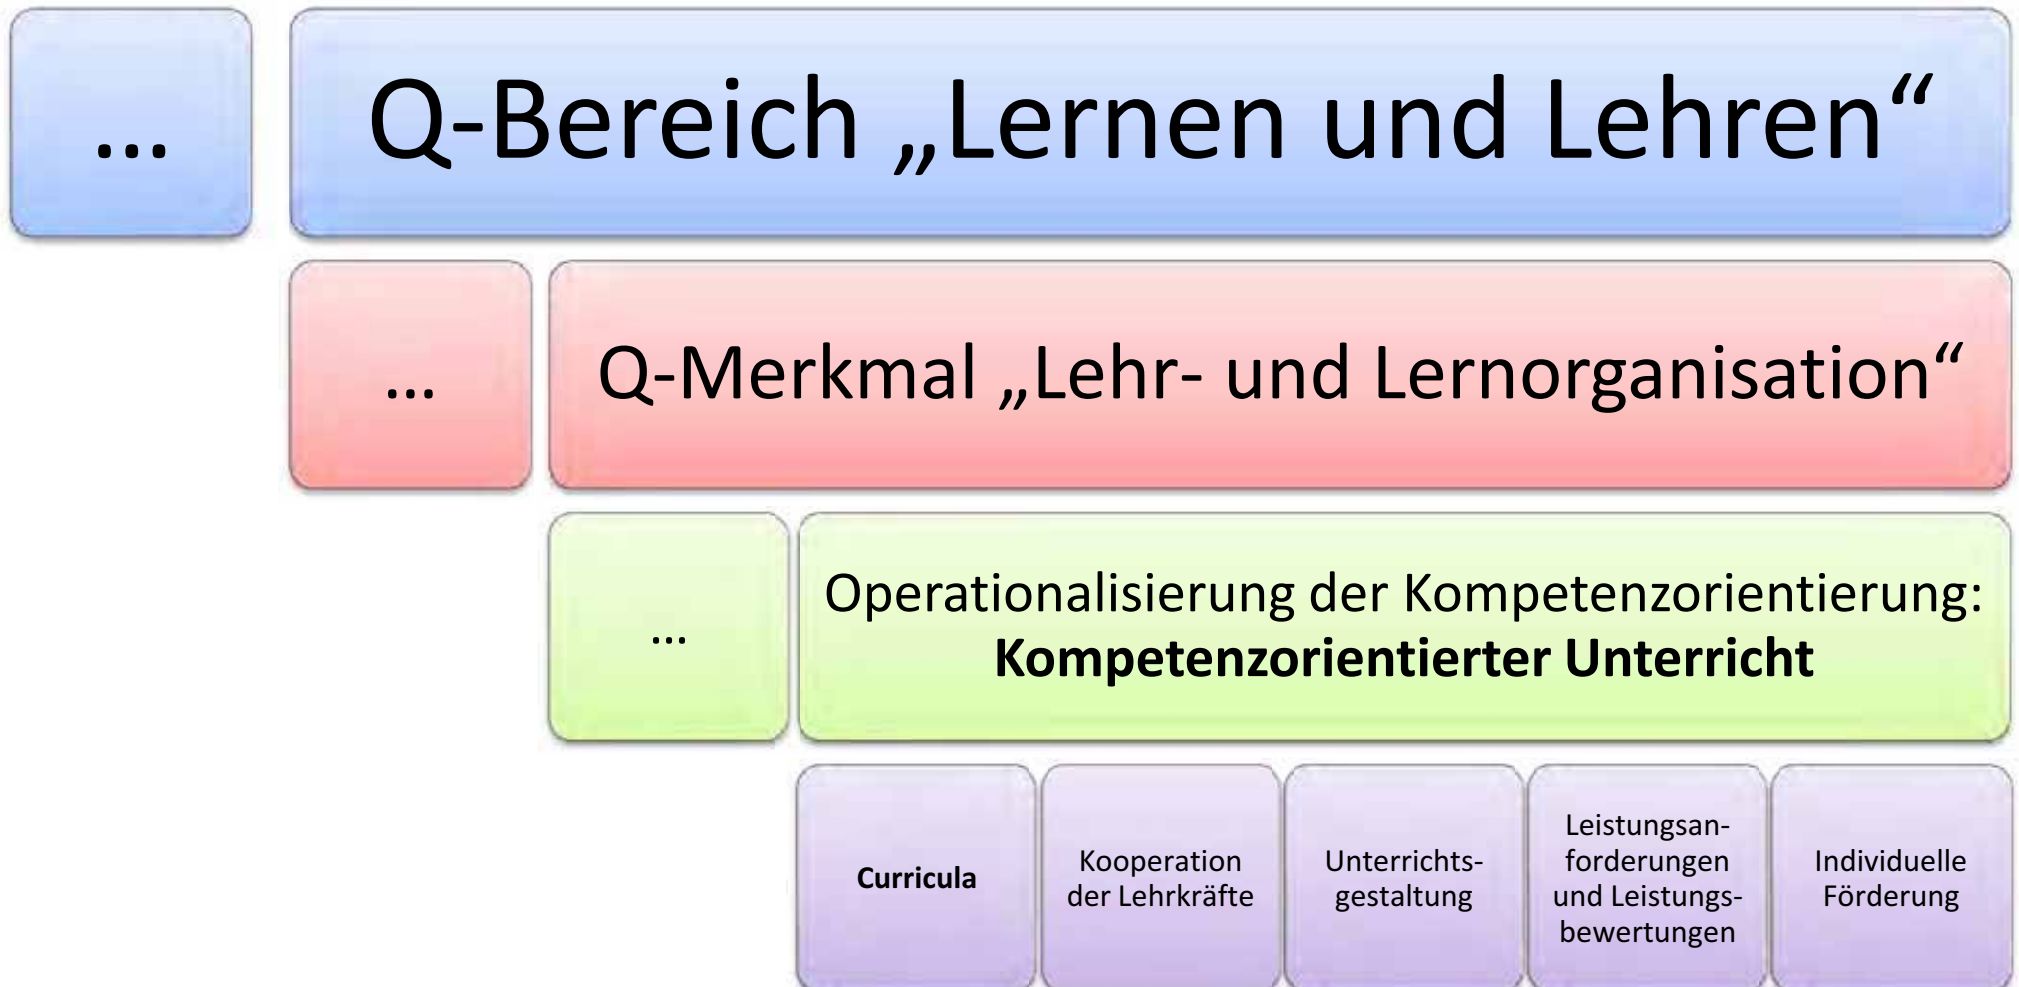 …
Q-Bereich „Lernen und Lehren“
…
Q-Merkmal „Lehr- und Lernorganisation“
…
Operationalisierung der Kompetenzorientierung:
Kompetenzorientierter Unterricht
Curricula
Kooperation
der Lehrkräfte
Unterrichts-
gestaltung
Leistungsan-
forderungen
und Leistungs-
bewertungen
Individuelle
Förderung